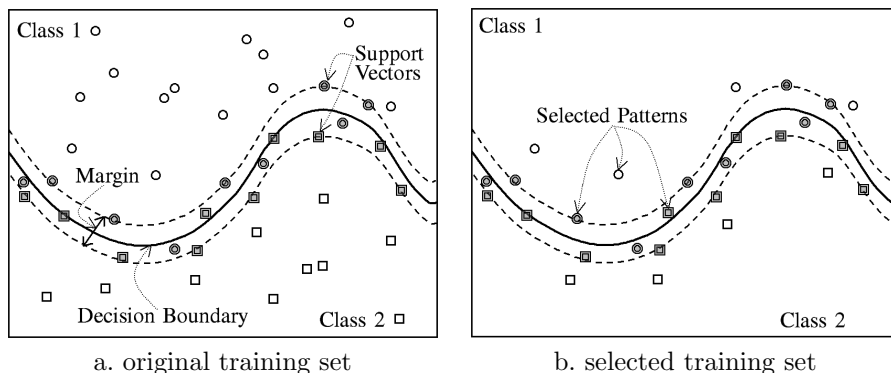 Class 1
Support
Vectors
Margin
Decision Boundary
Class 2
a. original training set
Class 1
Selected Patterns
Class 2
b. selected training set